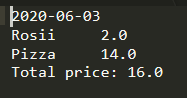 2020-06-03
Rosii     2.0
Pizza     14.0
Total price: 16.0